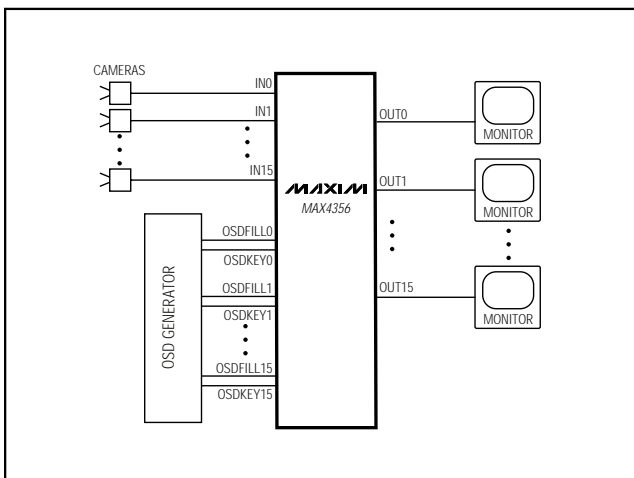 CAMERAS
IN0
IN1
IN15
OUT0
OUT1
OUT15
MONITOR
MONITOR
MONITOR
MAXIM
MAX4356
OSD GENERATOR
OSDFILL0
OSDKEY0
OSDFILL1
OSDKEY1
OSDFILL15
OSDKEY15